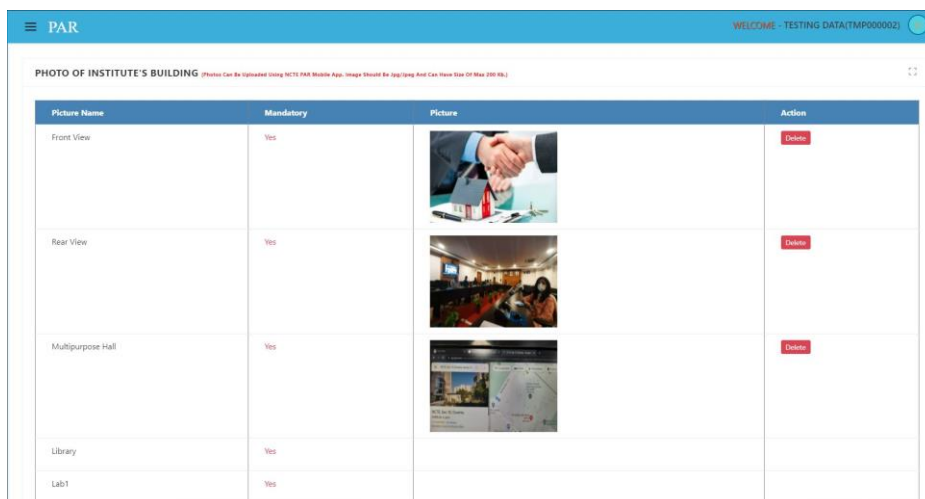 PAR
WELCOME - TESTING DATA(TMP000002)
PHOTO OF INSTITUTE'S BUILDING (Photos Can Be Uploaded Using NCTE PAR Mobile App. Image Should Be Jpg/Jpeg And Can Have Size Of Max 200 Kb.)
Picture Name Mandatory Picture Action
Front View Yes Delete
Rear View Yes Delete
Multipurpose Hall Yes Delete
Library Yes
Lab1 Yes